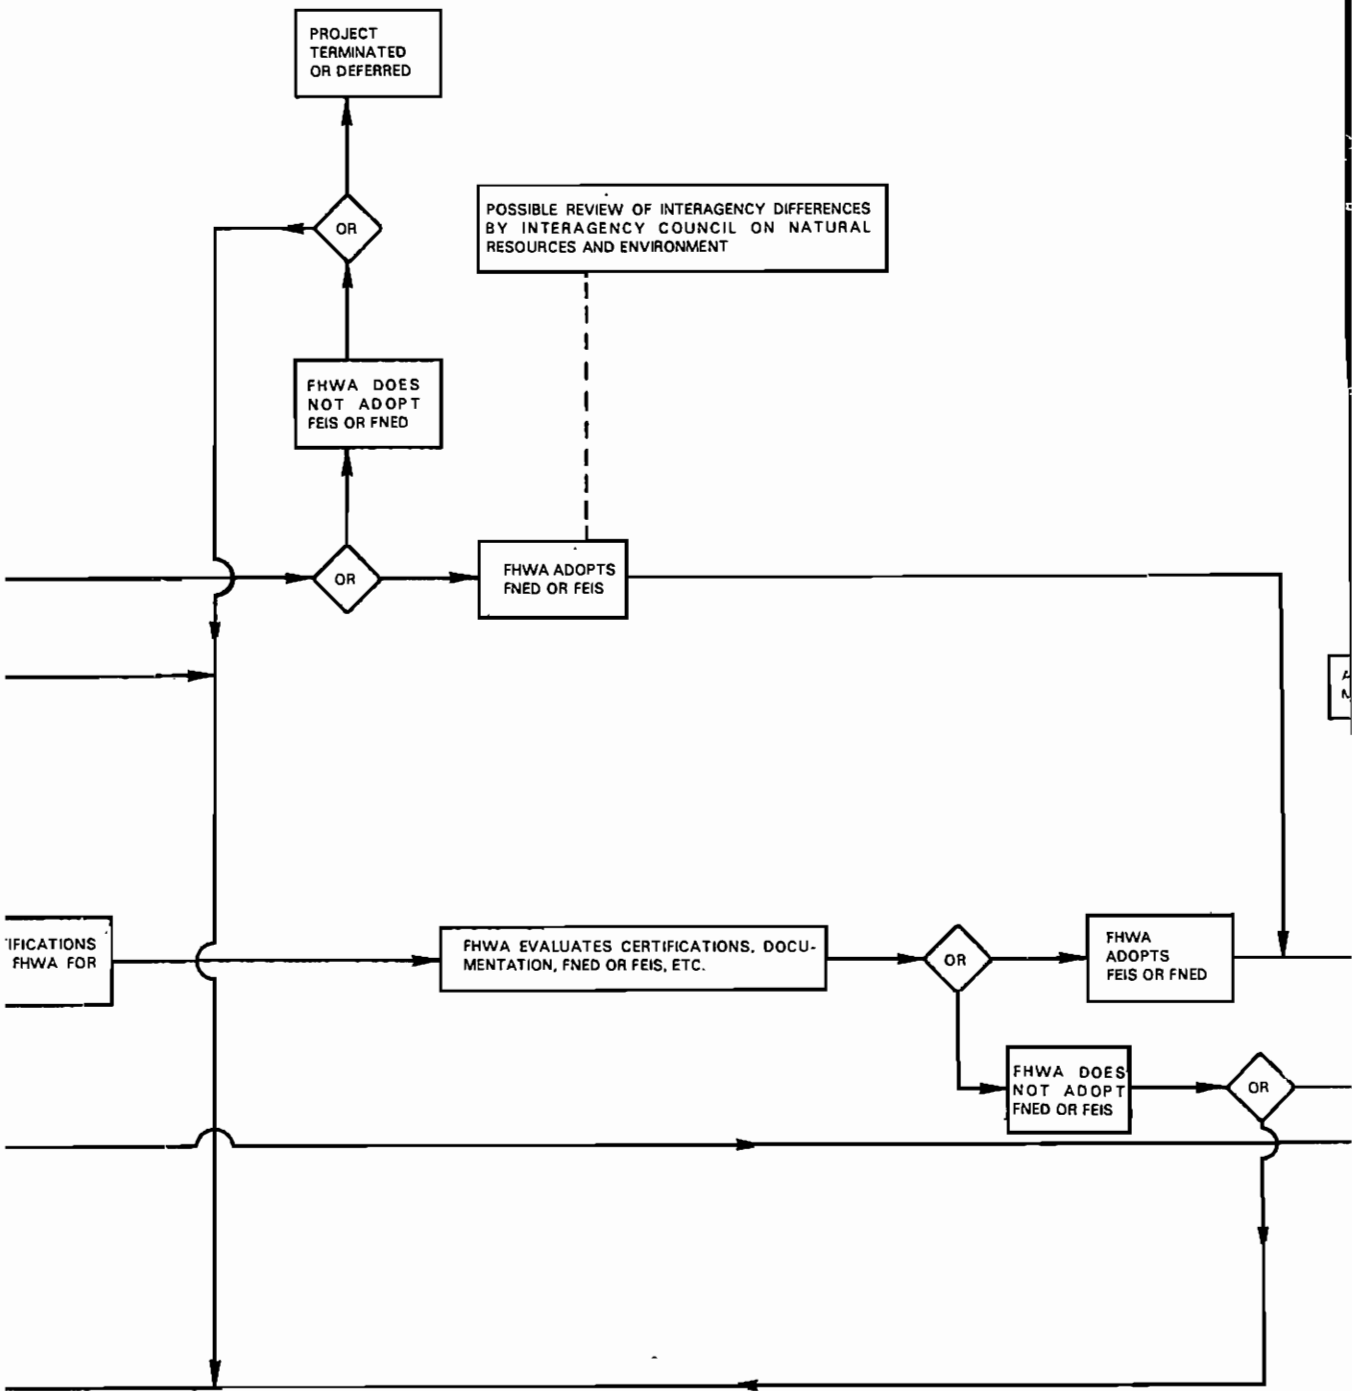 PROJECT
TERMINATED
OR DEFERRED
OR
POSSIBLE REVIEW OF INTERAGENCY DIFFERENCES
BY INTERAGENCY COUNCIL ON NATURAL
RESOURCES AND ENVIRONMENT
FHWA DOES
NOT ADOPT
FEIS OR FNED
OR
FHWA ADOPTS
FNED OR FEIS
TIFICATIONS
FHWA FOR
FHWA EVALUATES CERTIFICATIONS, DOCU-
MENTATION, FNED OR FEIS, ETC.
OR
FHWA
ADOPTS
FEIS OR FNED
FHWA DOES
NOT ADOPT
FNED OR FEIS
OR